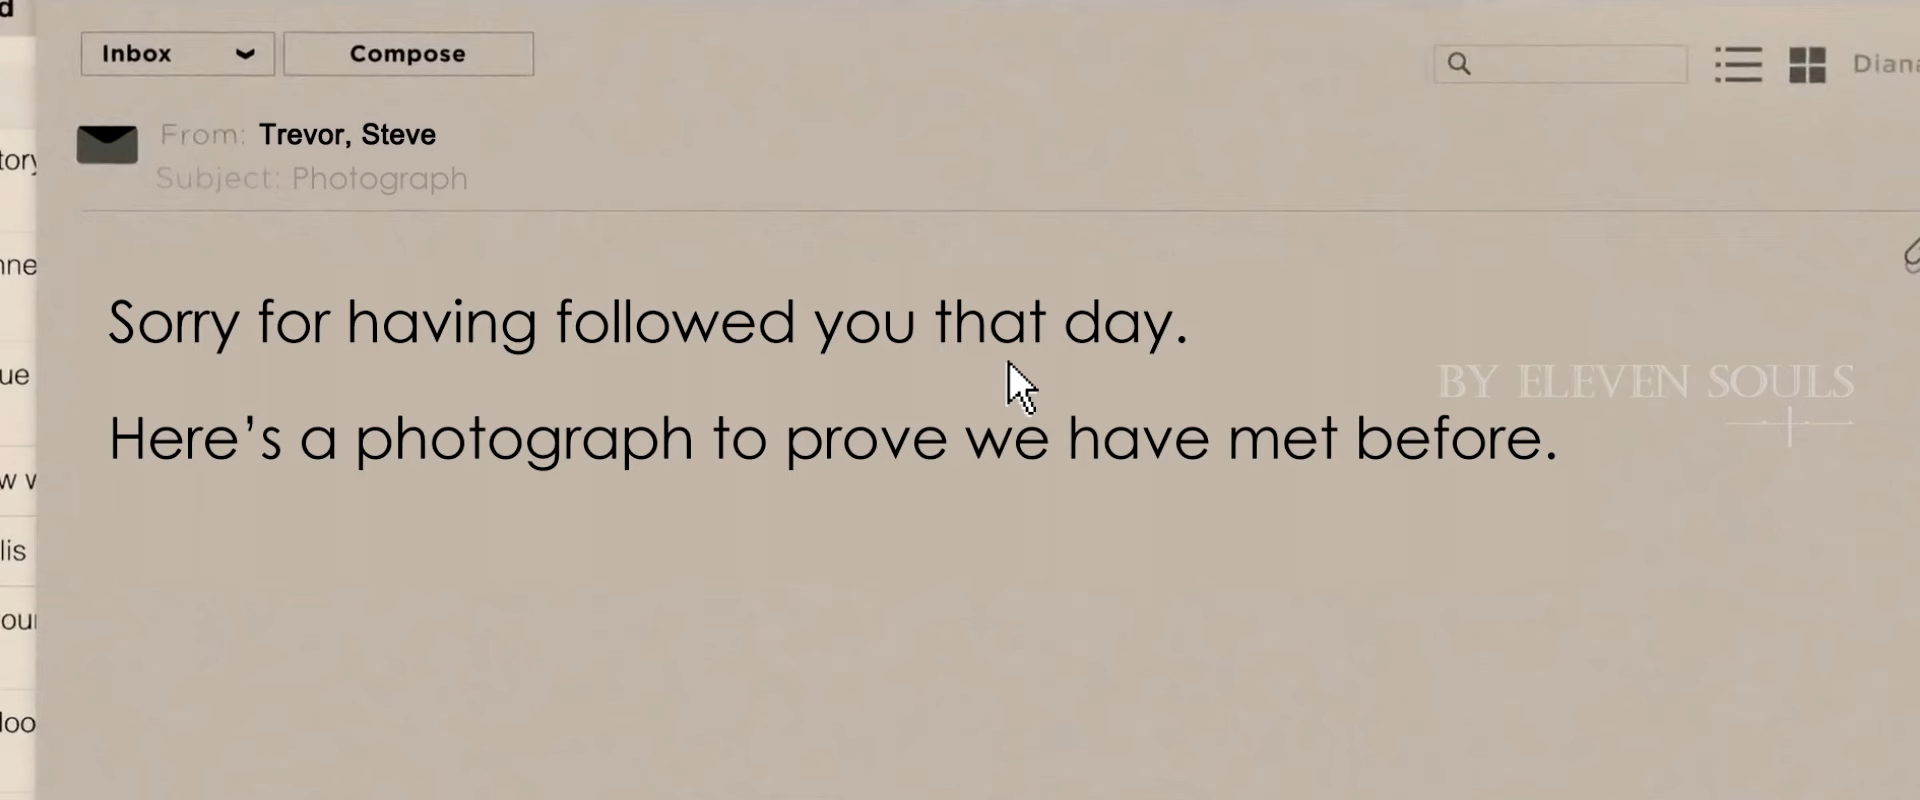 Inbox
Compose
From: Trevor, Steve
Subject: Photograph
Sorry for having followed you that day.
Here's a photograph to prove we have met before.
BY ELEVEN SOULS
lis